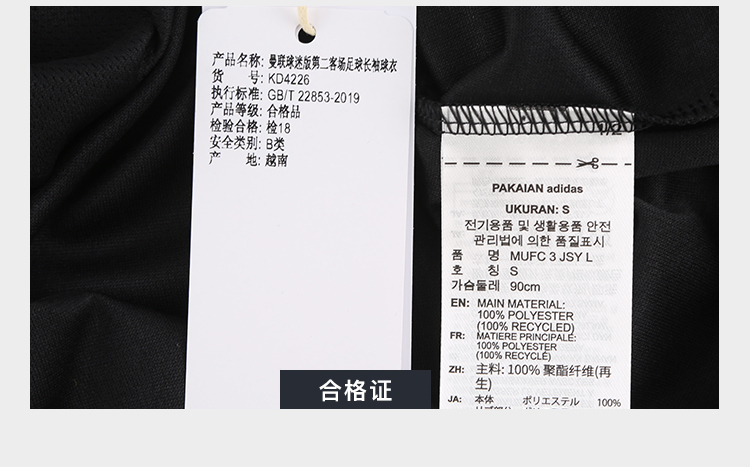 产品名称: 曼联球迷版第二客场足球长袖球衣
货 号: KD4226
执行标准: GB/T 22853-2019
产品等级: 合格品
检验合格: 检18
安全类别: B类
产 地: 越南
1/2
PAKAIAN adidas
UKURAN: S
전기용품 및 생활용품 안전
관리법에 의한 품질표시
품 명 MUFC 3 JSY L
호 칭 S
가슴둘레 90cm
EN: MAIN MATERIAL:
100% POLYESTER
(100% RECYCLED)
FR: MATIERE PRINCIPALE:
100% POLYESTER
(100% RECYCLÉ)
ZH: 主料: 100% 聚酯纤维(再
生)
JA: 本体 ポリエステル 100%
合格证